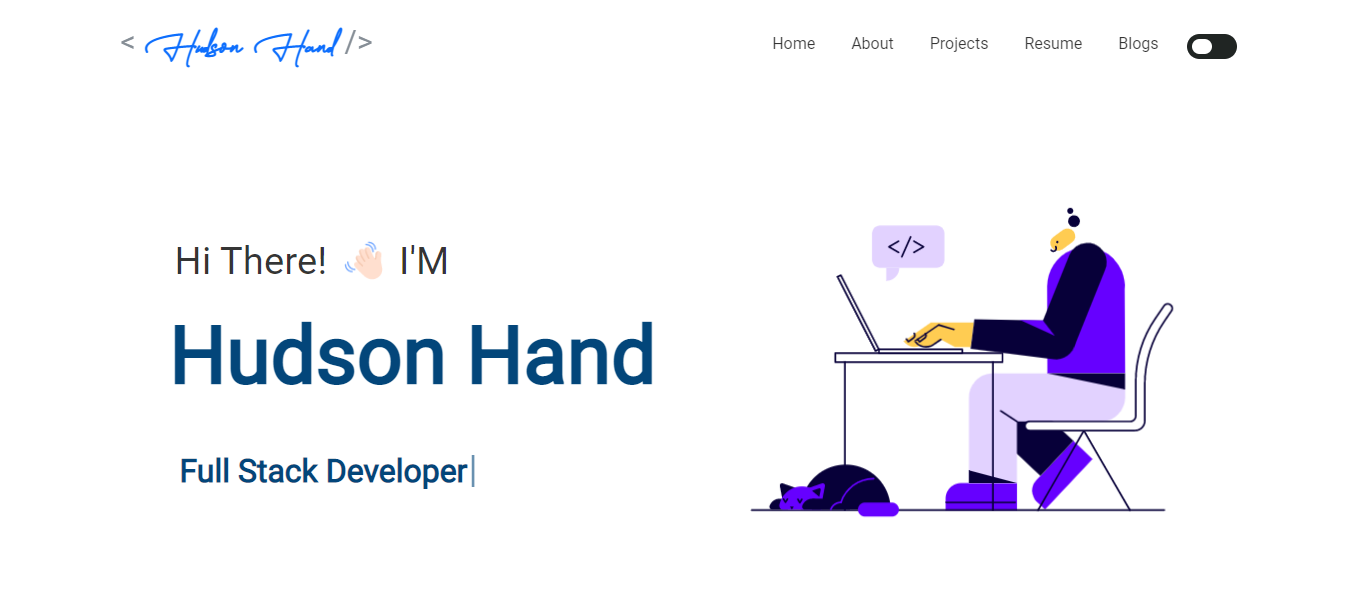 < Hudson Hand />
Home About Projects Resume Blogs
</>
Hi There! 👋🏻 I'M
Hudson Hand
Full Stack Developer|